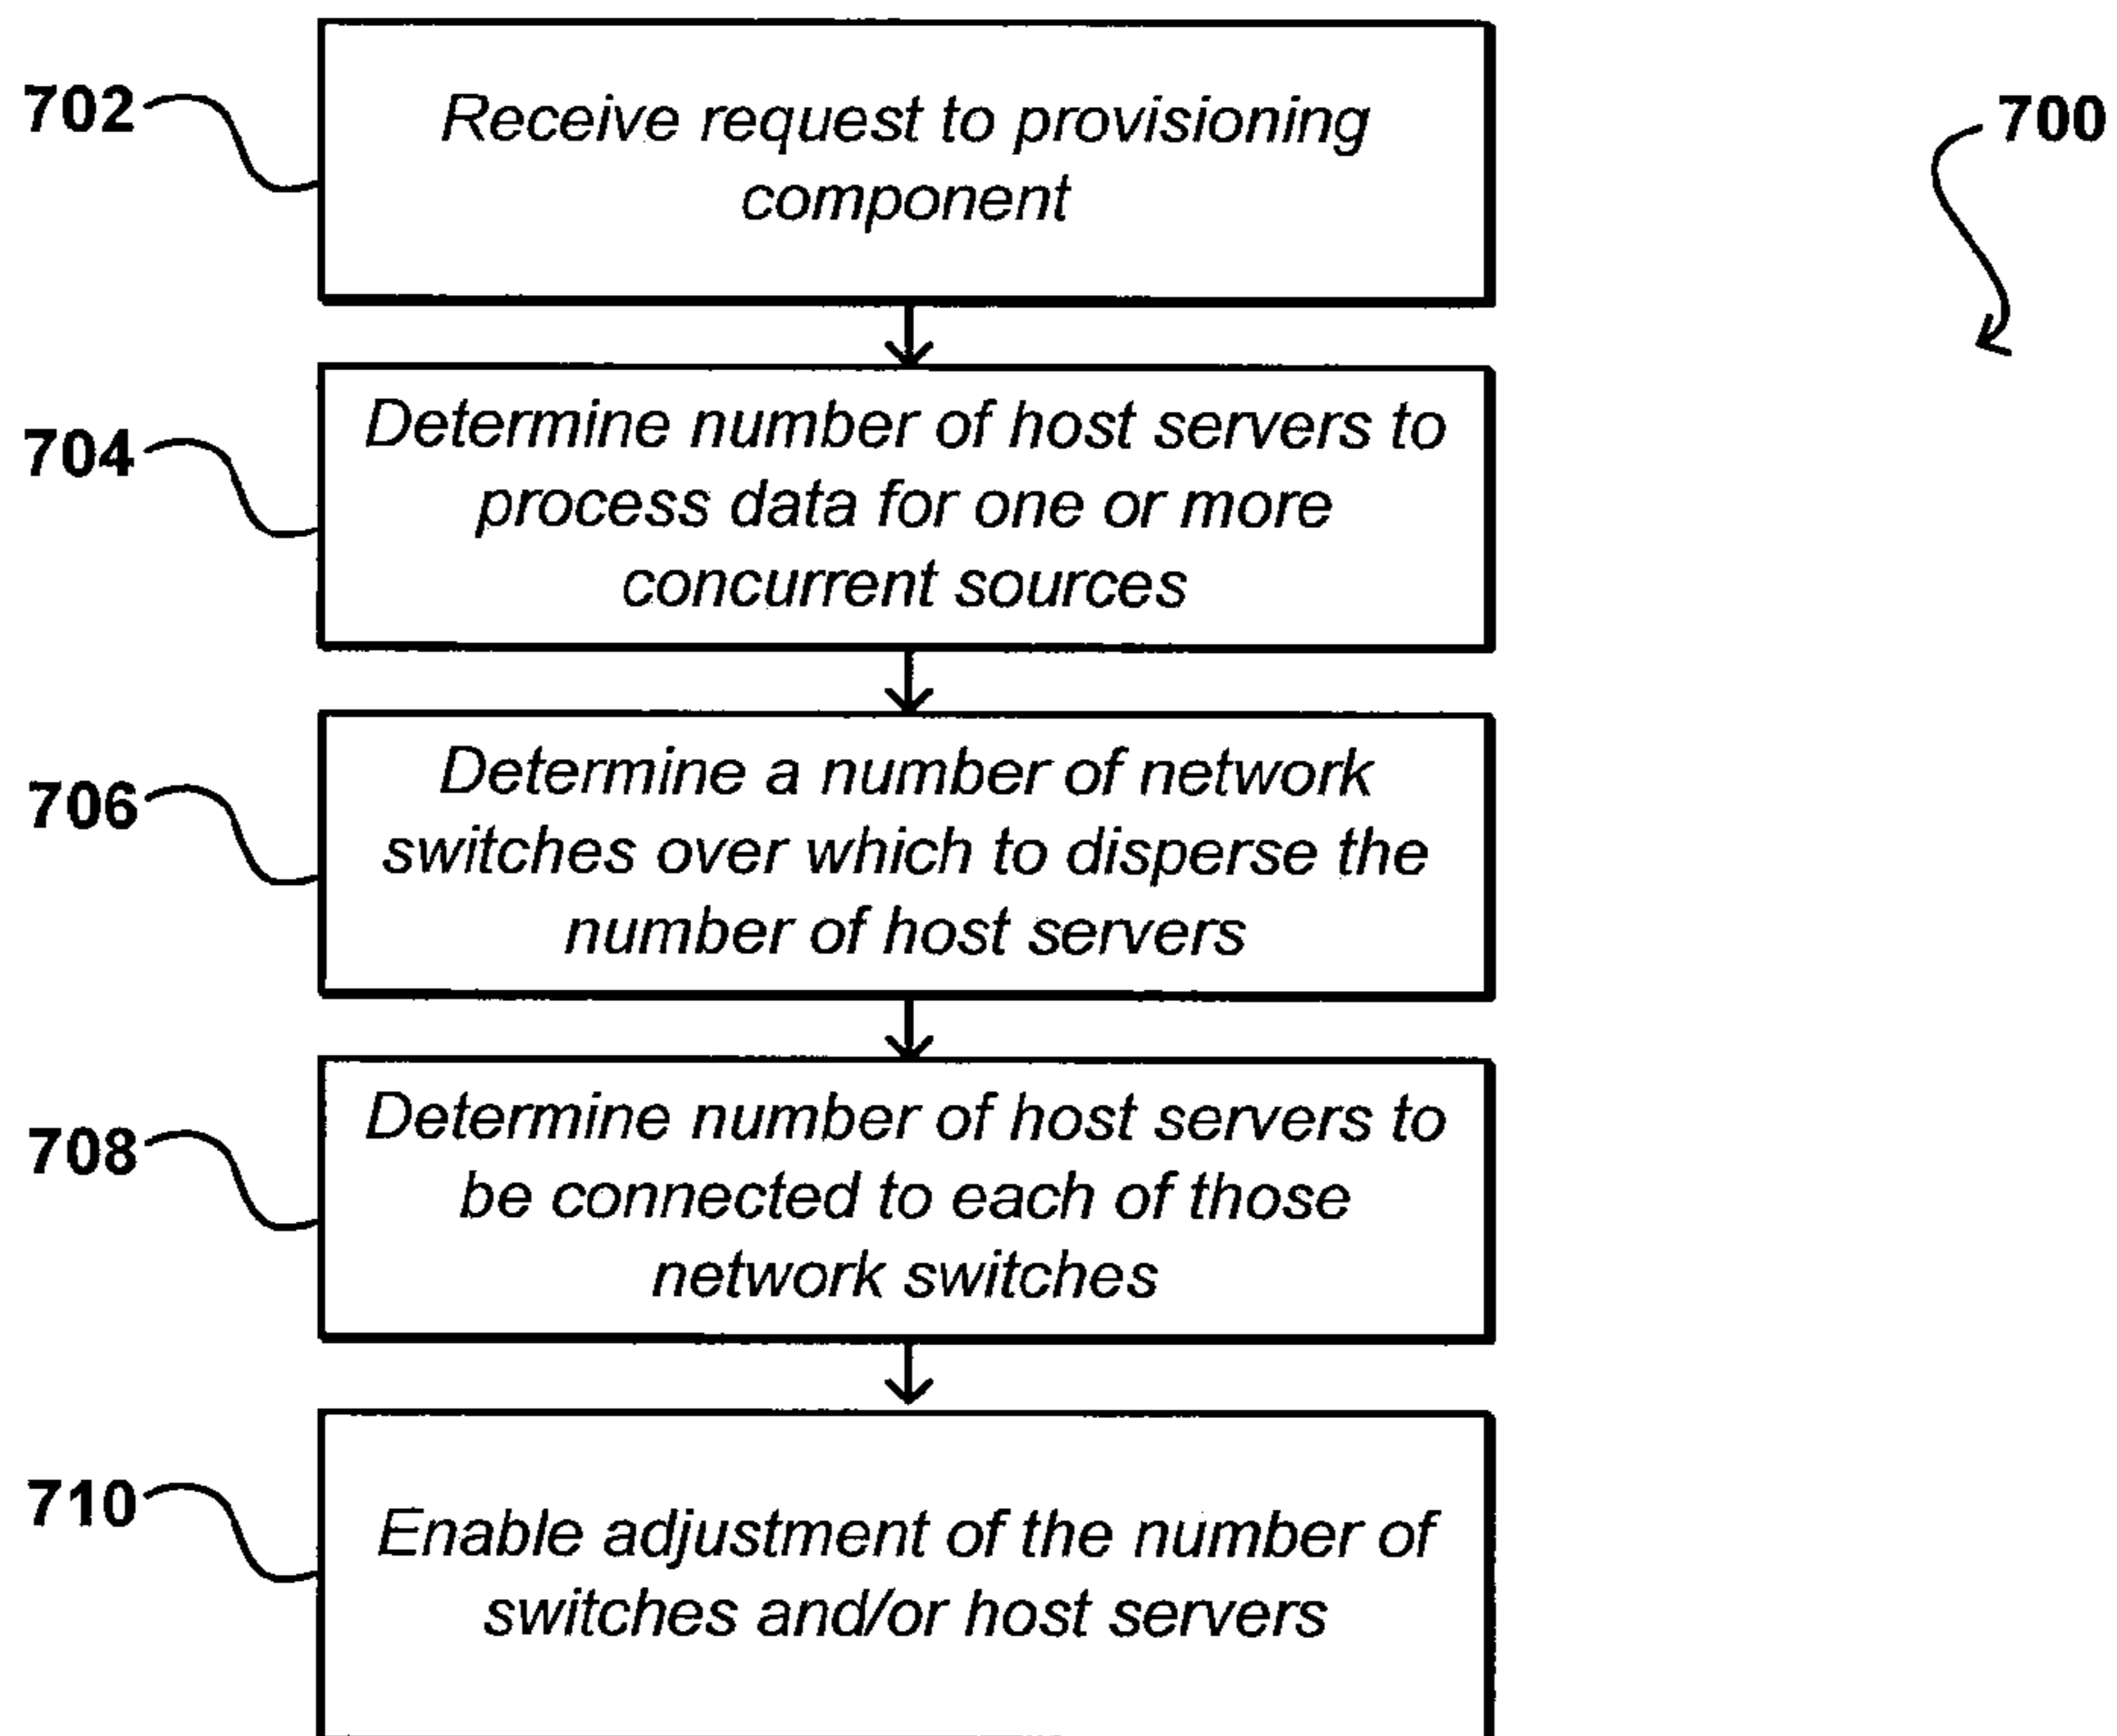 702
Receive request to provisioning
component
700
704
Determine number of host servers to
process data for one or more
concurrent sources
706
Determine a number of network
switches over which to disperse the
number of host servers
708
Determine number of host servers to
be connected to each of those
network switches
710
Enable adjustment of the number of
switches and/or host servers